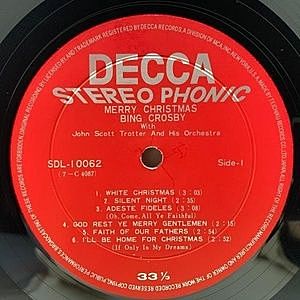 DECCA
STEREO PHONIC
MERRY CHRISTMAS
BING CROSBY
With
John Scott Trotter And His Orchestra
SDL-10062
Side-1
(7-C 4087)
1. WHITE CHRISTMAS (3:03)
2. SILENT NIGHT (2:35)
3. ADESTE FIDELES (3:08)
(Oh, Come, All Ye Faithful)
4. GOD REST YE MERRY GENTLEMEN (2:15)
5. FAITH OF OUR FATHERS (2:54)
6. I'LL BE HOME FOR CHRISTMAS (2:52)
(If Only In My Dreams)
33⅓